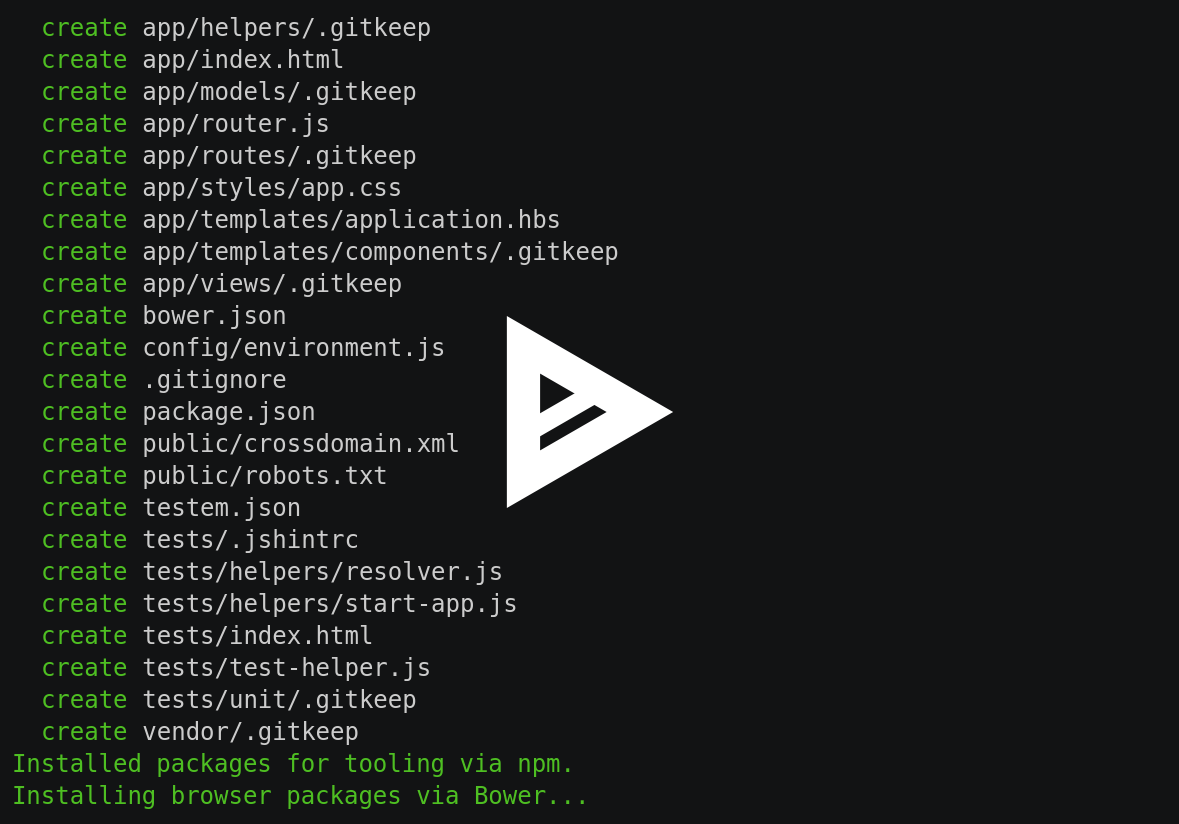 create app/helpers/.gitkeep
create app/index.html
create app/models/.gitkeep
create app/router.js
create app/routes/.gitkeep
create app/styles/app.css
create app/templates/application.hbs
create app/templates/components/.gitkeep
create app/views/.gitkeep
create bower.json
create config/environment.js
create .gitignore
create package.json
create public/crossdomain.xml
create public/robots.txt
create testem.json
create tests/.jshintrc
create tests/helpers/resolver.js
create tests/helpers/start-app.js
create tests/index.html
create tests/test-helper.js
create tests/unit/.gitkeep
create vendor/.gitkeep
Installed packages for tooling via npm.
Installing browser packages via Bower...